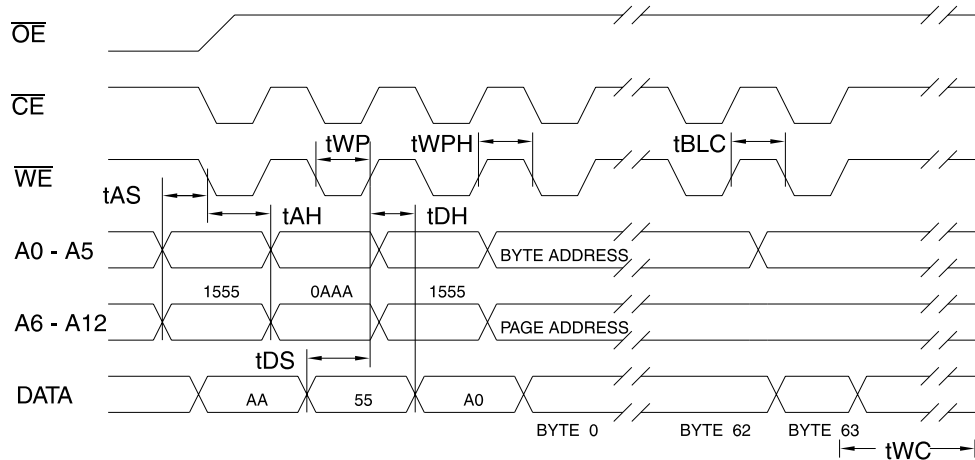 OE
CE
tWP tWPH tBLC
WE
tAS
tAH tDH
A0 - A5 BYTE ADDRESS
1555 0AAA 1555
A6 - A12 PAGE ADDRESS
tDS
DATA AA 55 A0
BYTE 0 BYTE 62 BYTE 63
tWC